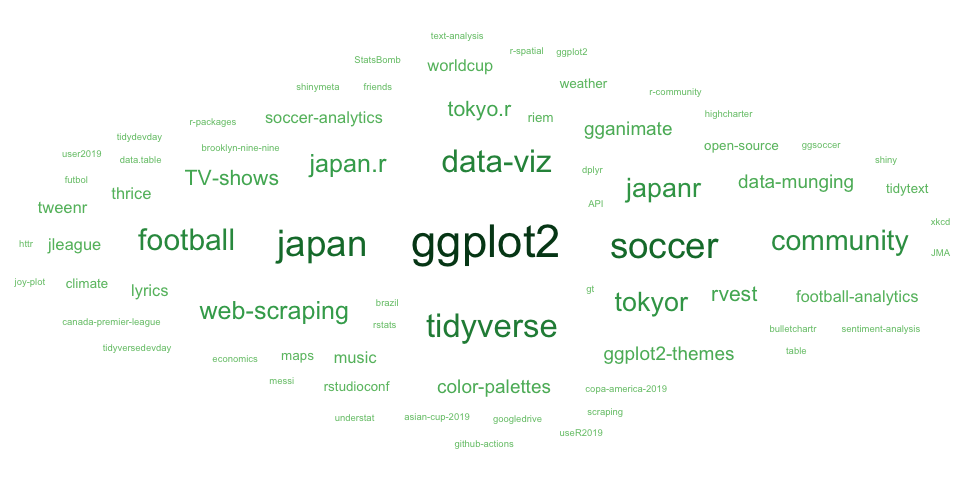 text-analysis
r-spatial
ggplot2
StatsBomb
worldcup
shinymeta
friends
weather
r-community
tokyo.r
riem
soccer-analytics
gganimate
highcharter
r-packages
tidydevday
open-source
ggsoccer
brooklyn-nine-nine
user2019
data.table
japan.r
data-viz
dplyr
shiny
futbol
TV-shows
thrice
japanr
data-munging
tidytext
tweenr
API
xkcd
httr
jleague
football
japan
ggplot2
soccer
community
JMA
joy-plot
climate
lyrics
gt
tokyor
rvest
football-analytics
web-scraping
brazil
rstats
tidyverse
canada-premier-league
bulletchartr
sentiment-analysis
tidyversedevday
economics
maps
music
ggplot2-themes
table
messi
rstudioconf
color-palettes
copa-america-2019
understat
asian-cup-2019
googledrive
scraping
useR2019
github-actions